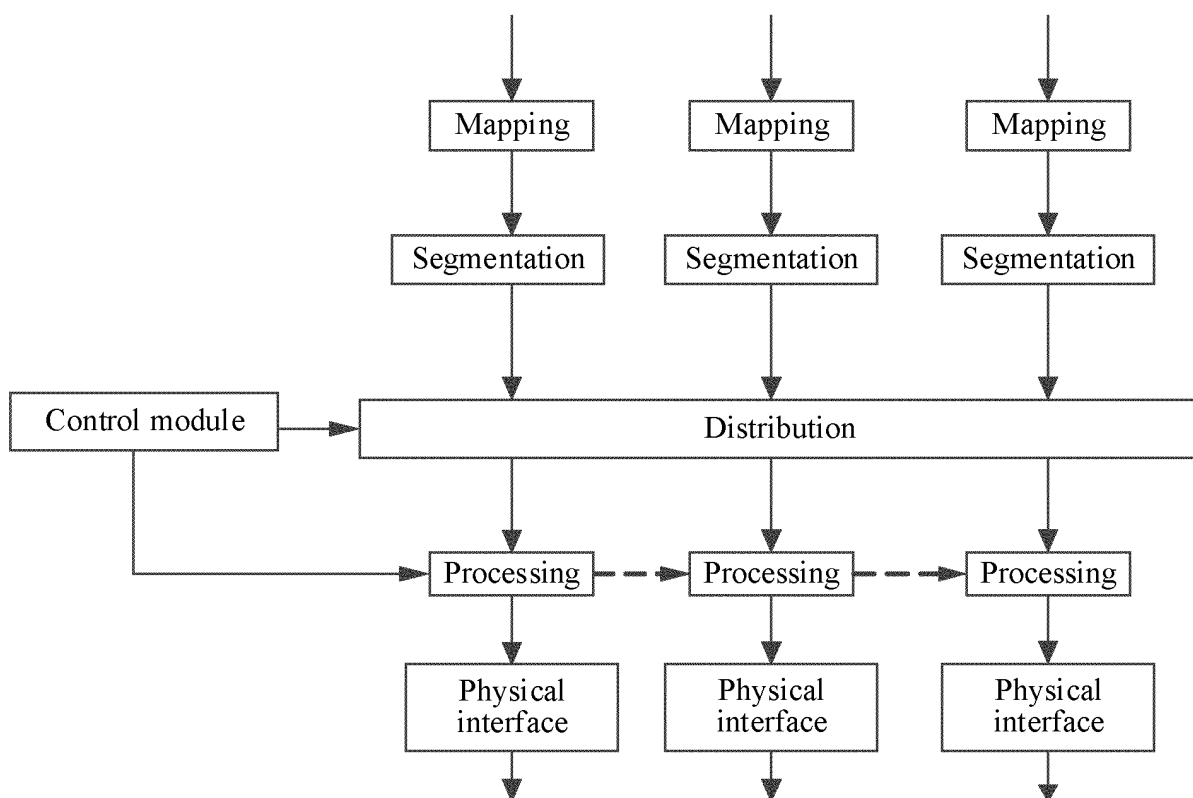 Mapping
Mapping
Mapping
Segmentation
Segmentation
Segmentation
Control module
Distribution
Processing
Processing
Processing
Physical
interface
Physical
interface
Physical
interface